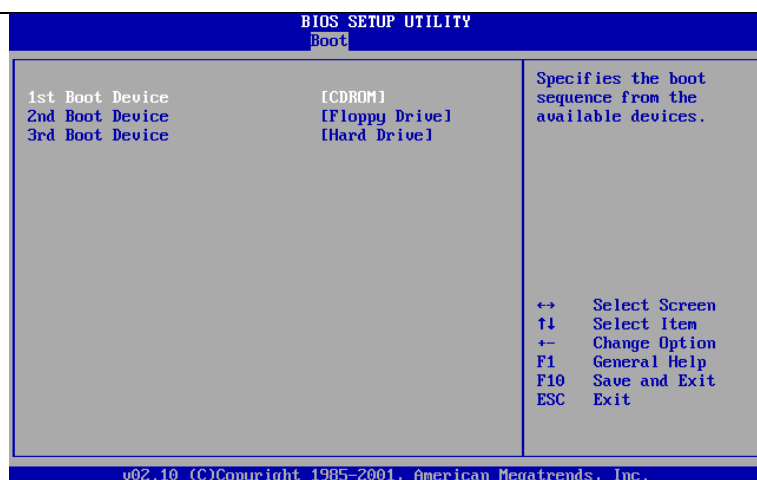 BIOS SETUP UTILITY
Boot
1st Boot Device [CDROM]
2nd Boot Device [Floppy Drive]
3rd Boot Device [Hard Drive]
Specifies the boot
sequence from the
available devices.
↔ Select Screen
↑↓ Select Item
+- Change Option
F1 General Help
F10 Save and Exit
ESC Exit
v02.10 (C)Copyright 1985-2001, American Megatrends, Inc.